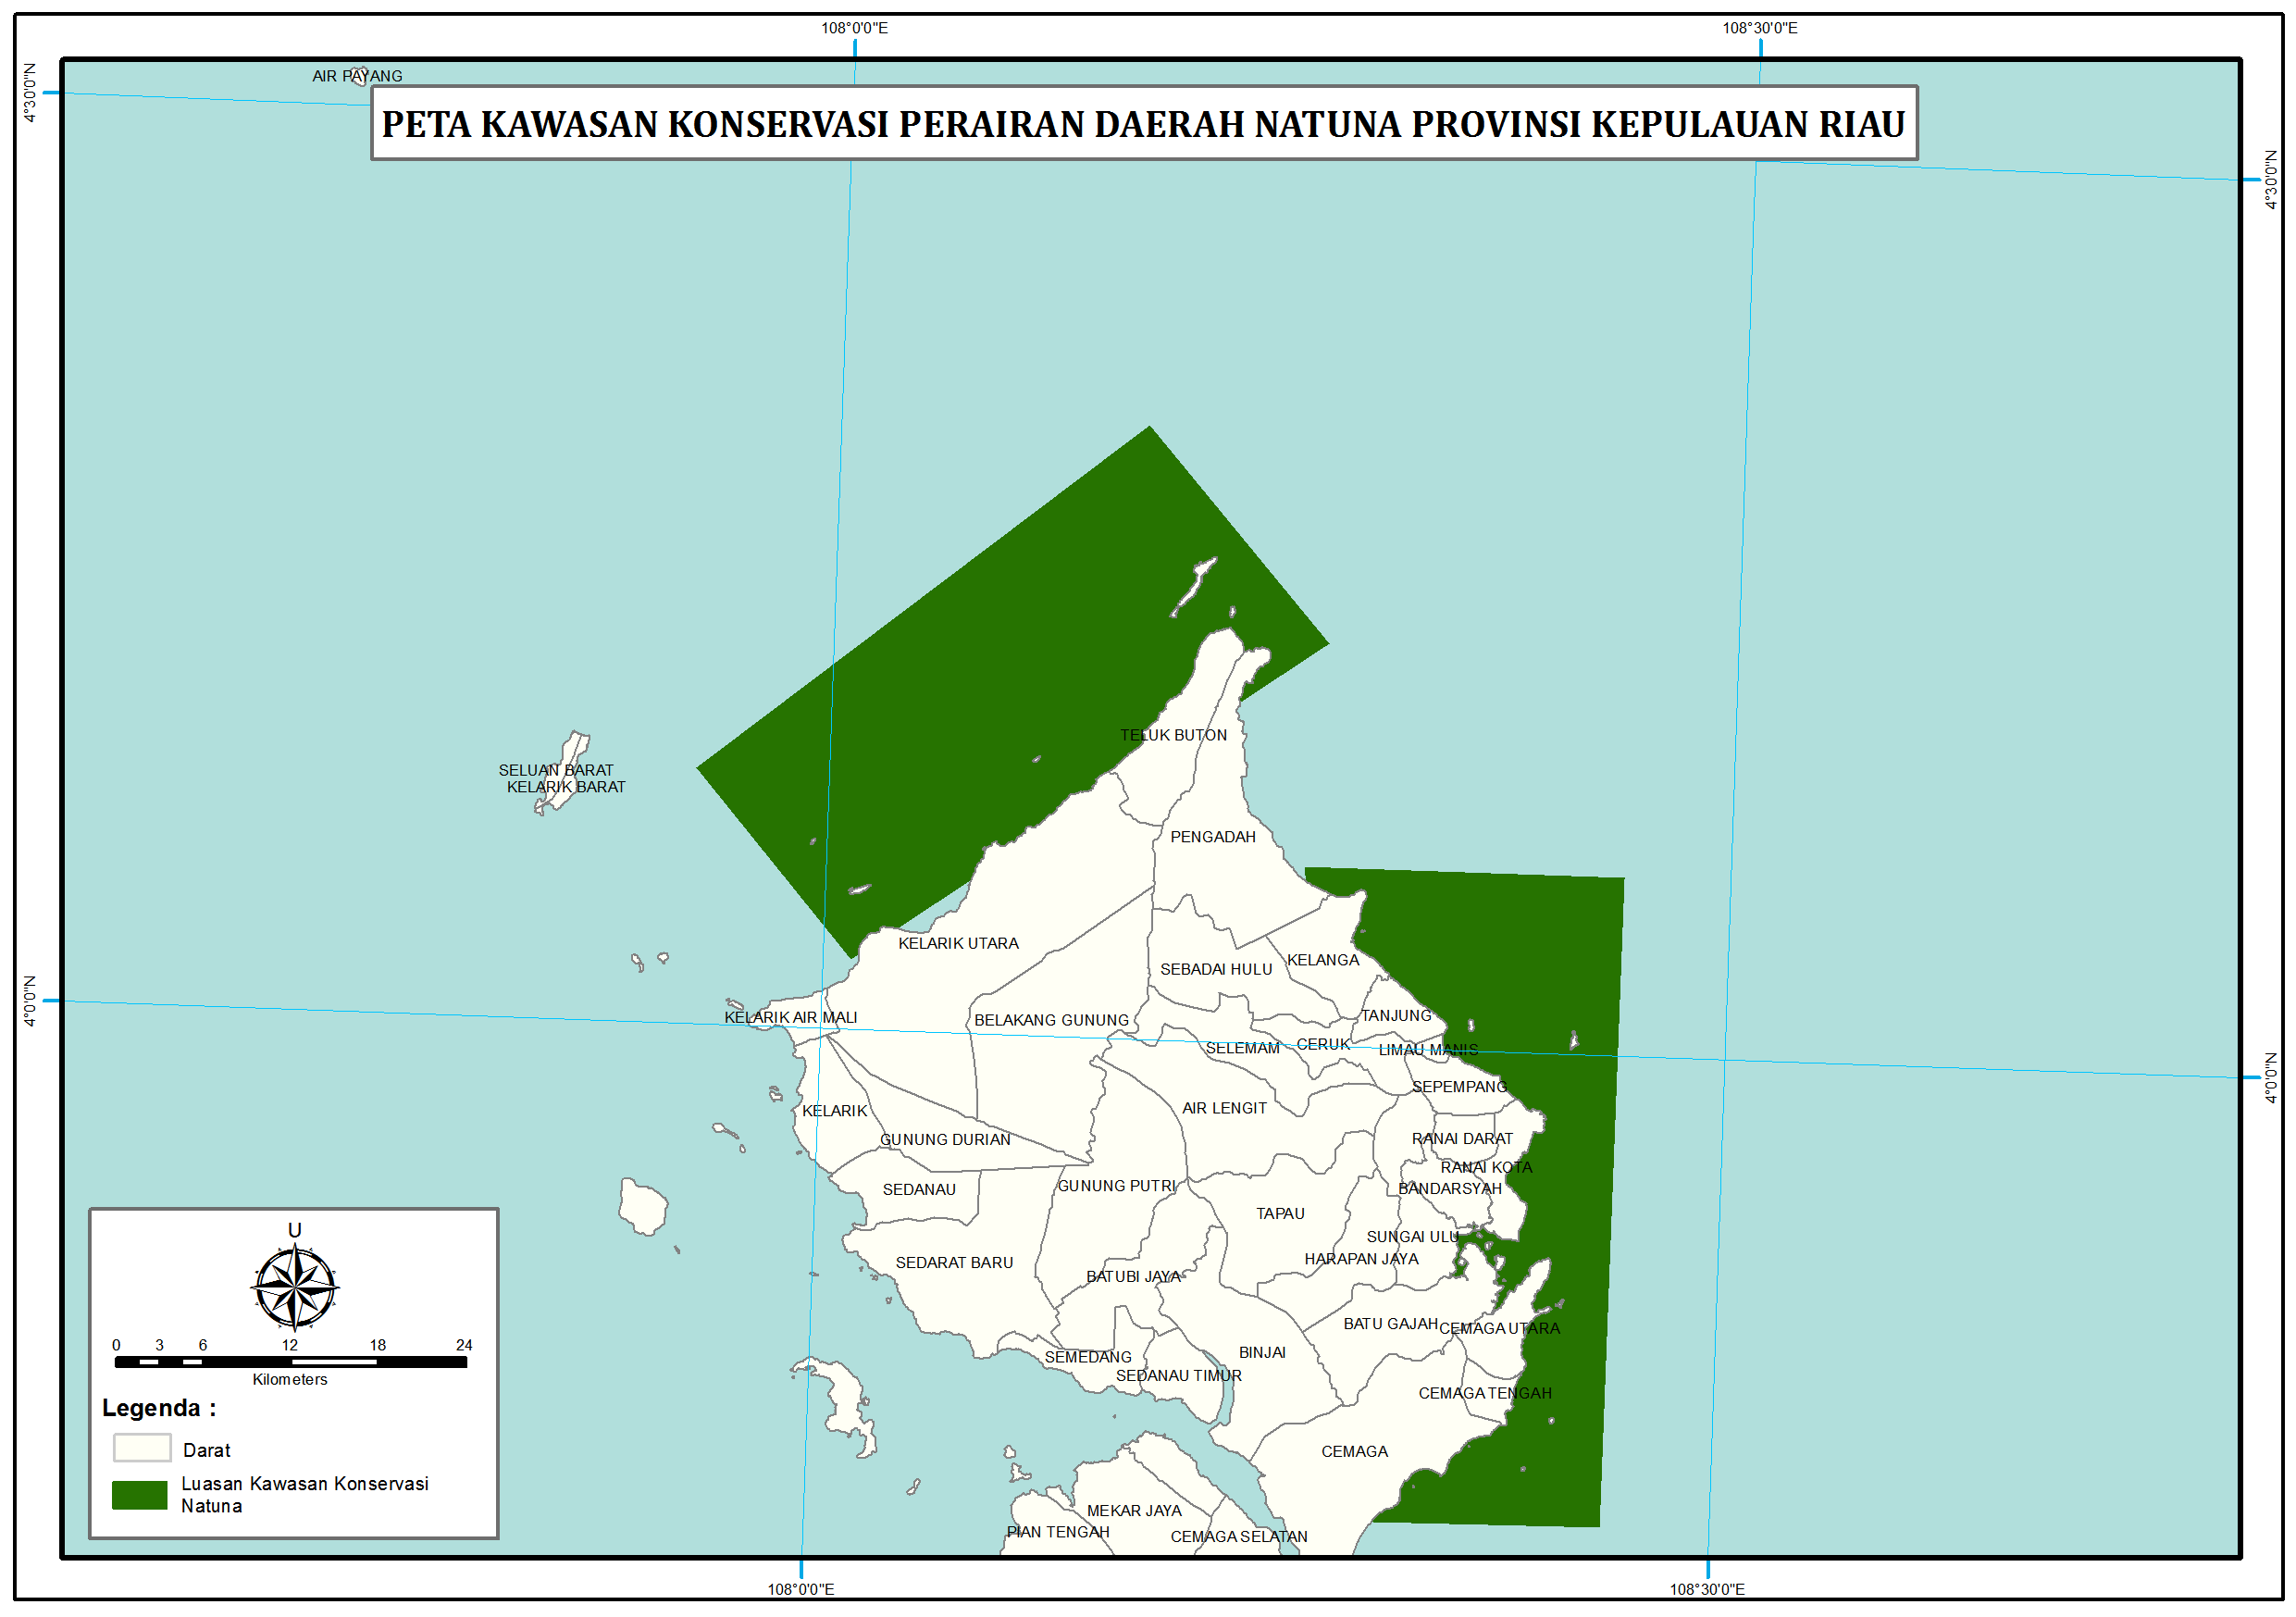 108°0'0"E
108°30'0"E
4°30'0"N
4°30'0"N
AIR PAYANG
PETA KAWASAN KONSERVASI PERAIRAN DAERAH NATUNA PROVINSI KEPULAUAN RIAU
TELUK BUTON
SELUAN BARAT
KELARIK BARAT
PENGADAH
KELARIK UTARA
KELANGA
SEBADAI HULU
4°0'0"N
KELARIK AIR MALI
BELAKANG GUNUNG
TANJUNG
CERUK
SELEMAM
LIMAU MANIS
4°0'0"N
SEPEMPANG
AIR LENGIT
KELARIK
GUNUNG DURIAN
RANAI DARAT
RANAI KOTA
GUNUNG PUTRI
SEDANAU
BANDARSYAH
TAPAU
SUNGAI ULU
HARAPAN JAYA
SEDARAT BARU
BATUBI JAYA
BATU GAJAH
CEMAGA UTARA
BINJAI
SEMEDANG
SEDANAU TIMUR
CEMAGA TENGAH
CEMAGA
MEKAR JAYA
PIAN TENGAH
CEMAGA SELATAN
U
0 3 6 12 18 24
Kilometers
Legenda :
Darat
Luasan Kawasan Konservasi
Natuna
108°0'0"E
108°30'0"E